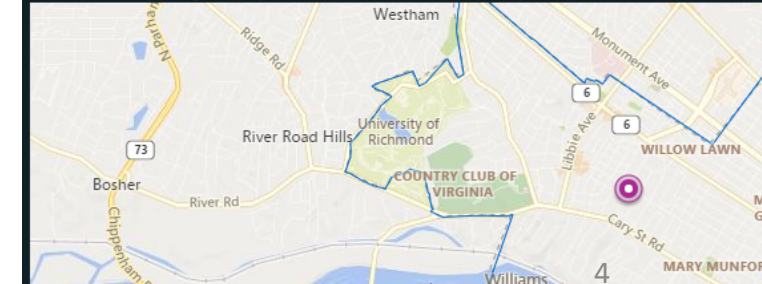 Westham
N Parham
Ridge Rd
Monument Ave
6
University of
Richmond
River Road Hills
6
Libbie Ave
WILLOW LAWN
73
COUNTRY CLUB OF
VIRGINIA
Bosher
River Rd
Chippenham
Cary St Rd
4
Williams
MARY MUNFOR
M
G